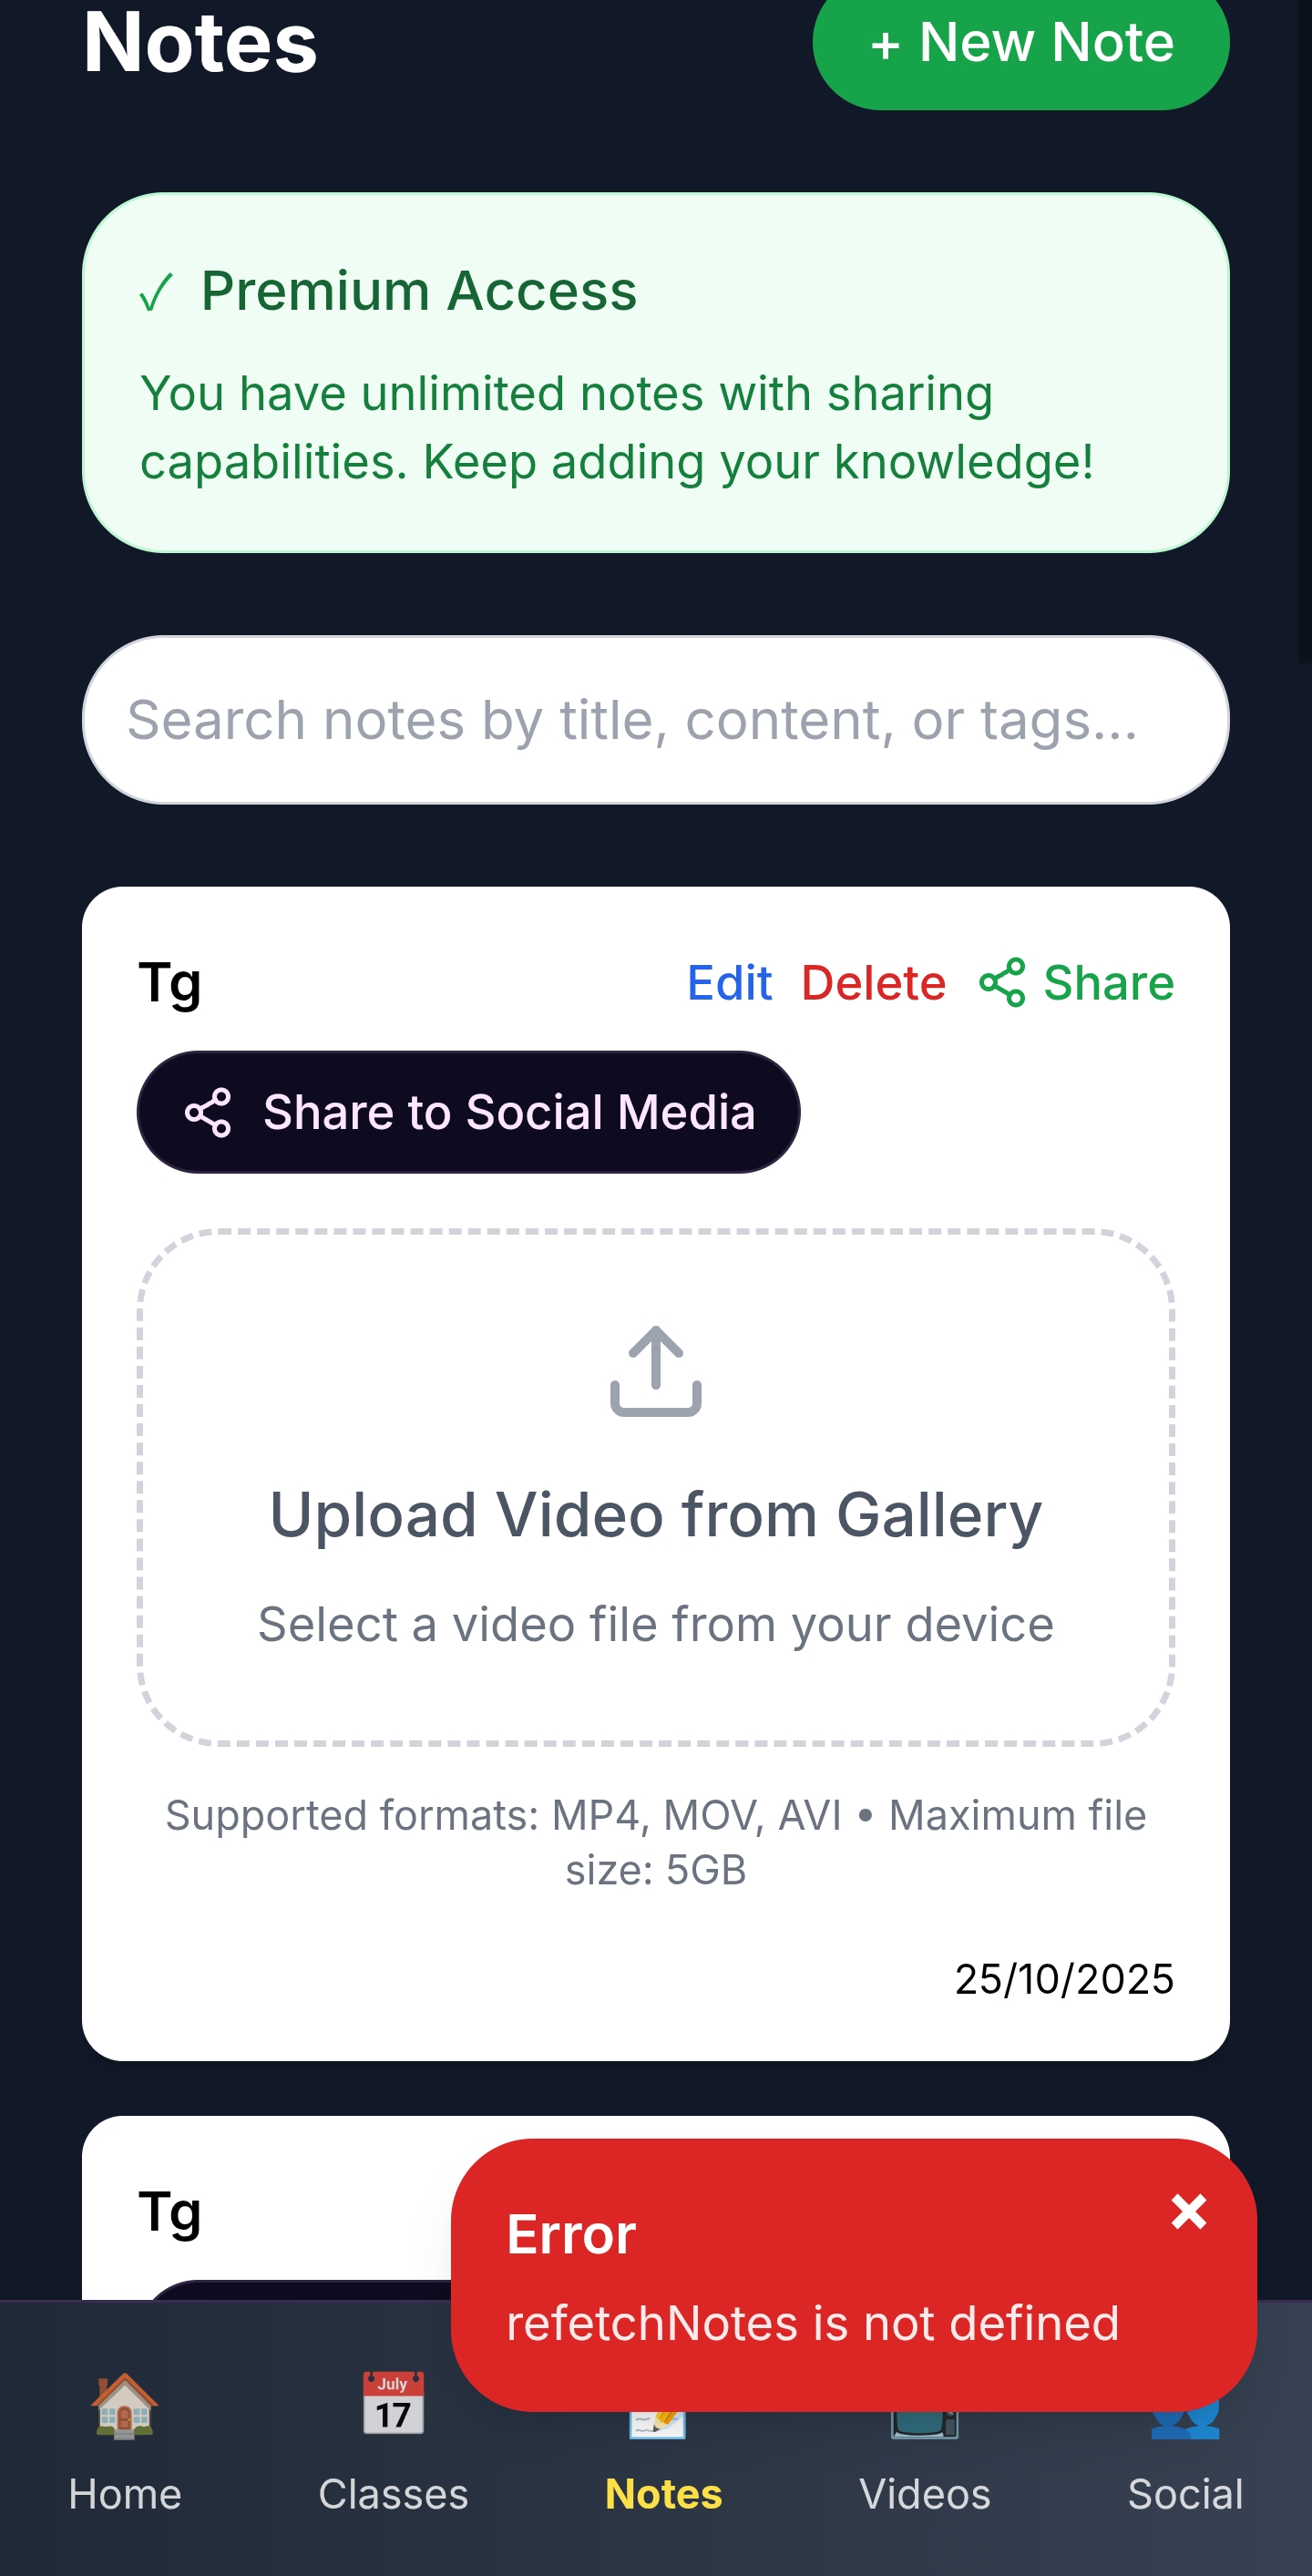 Notes
+ New Note
✓ Premium Access
You have unlimited notes with sharing
capabilities. Keep adding your knowledge!
Search notes by title, content, or tags...
Tg
Edit Delete Share
Share to Social Media
Upload Video from Gallery
Select a video file from your device
Supported formats: MP4, MOV, AVI • Maximum file
size: 5GB
25/10/2025
Tg
Error
×
refetchNotes is not defined
July
17
Home
Classes
Notes
Videos
Social